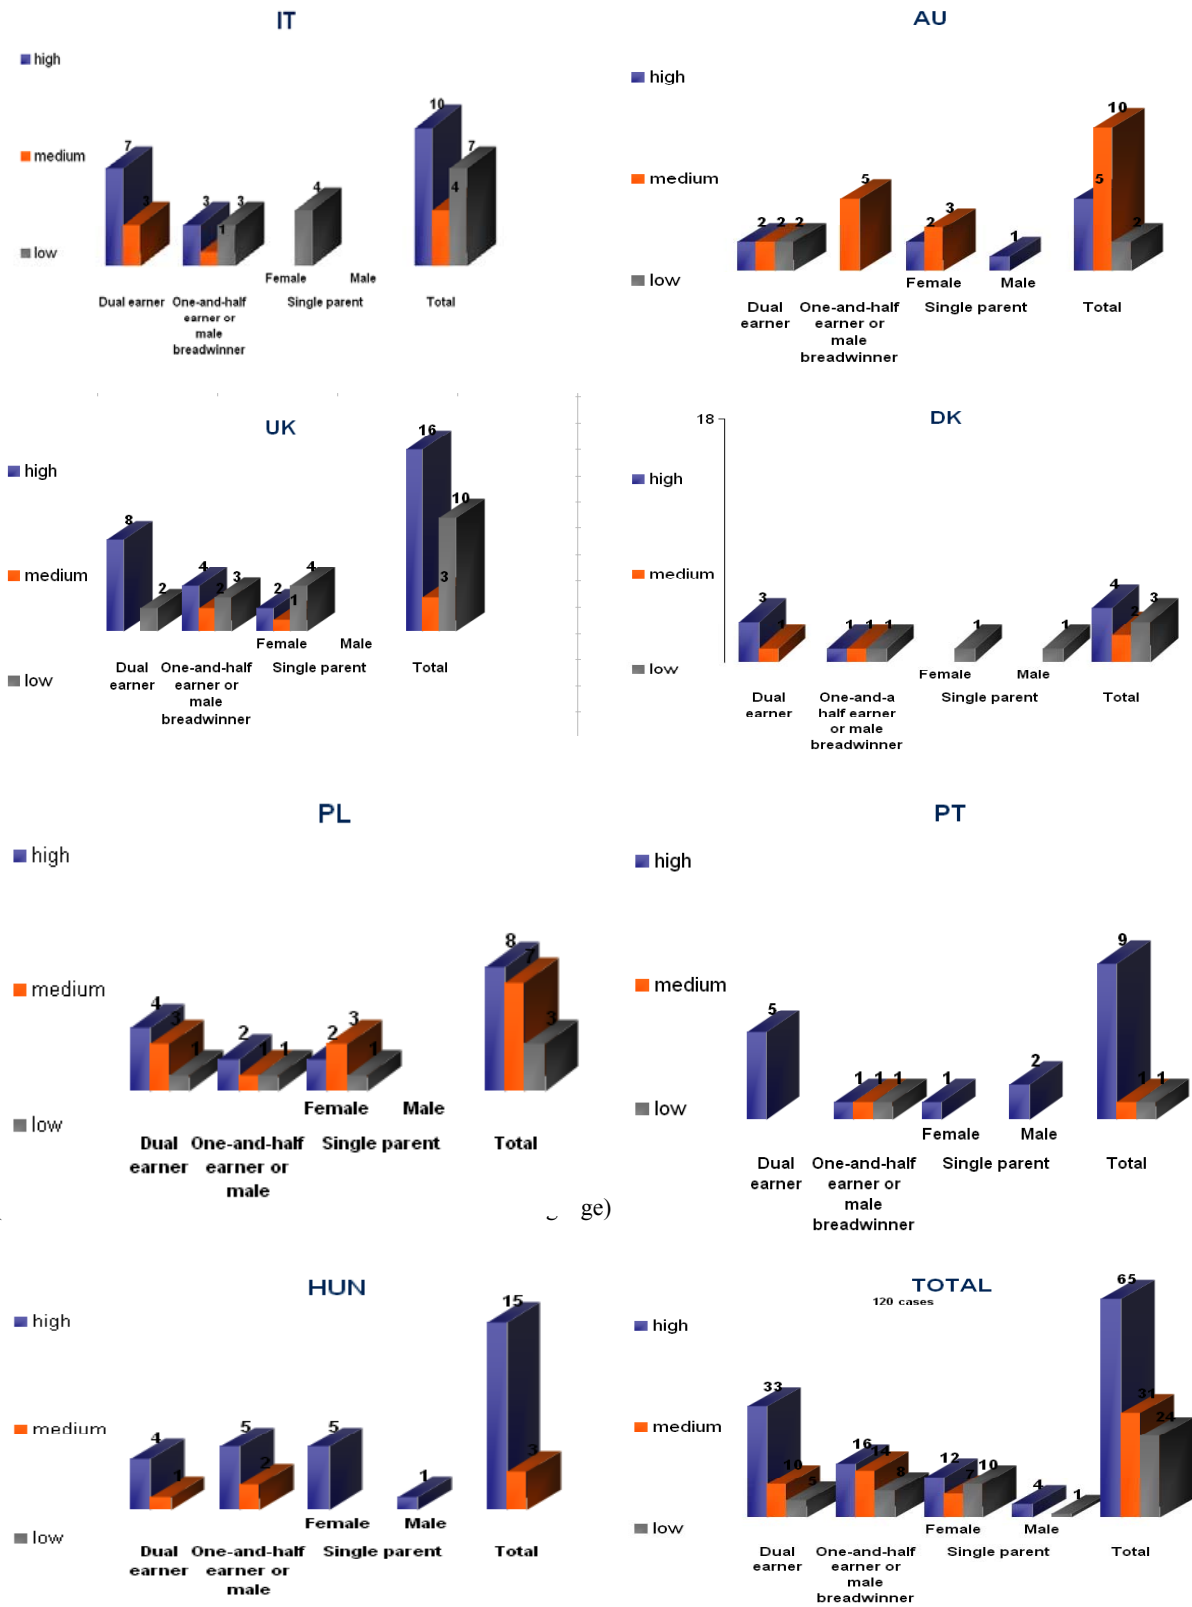 IT
high
medium
low
7
3
3
1
3
4
10
4
7
Female Male
Dual earner One-and-half Single parent Total
earner or
male
breadwinner
AU
high
medium
low
2 2 2
5
2 3
1
5 10 2
Female Male
Dual One-and-half Single parent Total
earner earner or
male
breadwinner
UK
high
medium
low
8 2
4 2 3
2 1 4
16 3 10
Female Male
Dual One-and-half Single parent Total
earner earner or
male
breadwinner
18
DK
high
medium
low
3 1
1 1 1
1
1
4 2 3
Female Male
Dual One-and-a Single parent Total
earner half earner
or male
breadwinner
PL
high
medium
low
4 3 1
2 1 1
2 3 1
8 7 3
Female Male
Dual One-and-half Single parent Total
earner earner or
male
PT
high
medium
low
5
1 1 1
1
2
9 1 1
Female Male
Dual One-and-half Single parent Total
earner earner or
male
breadwinner
ge)
HUN
high
medium
low
4 1
5 2
5
1
15 3
Female Male
Dual One-and-half Single parent Total
earner earner or
male
TOTAL
120 cases
high
medium
low
33 10 5
16 14 8
12 7 10
4 1
65 31 24
Female Male
Dual One-and-half Single parent Total
earner earner or
male
breadwinner